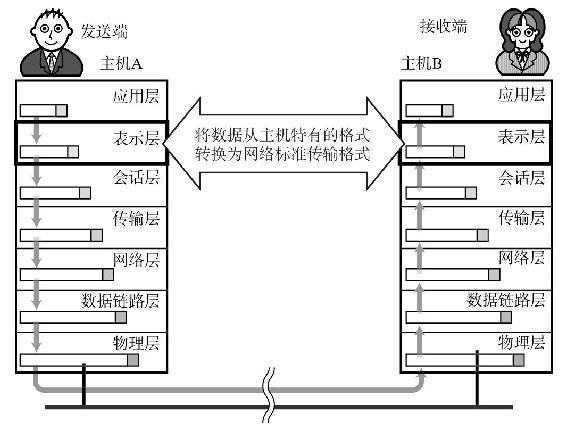 发送端
主机A
应用层
表示层
会话层
传输层
网络层
数据链路层
物理层
将数据从主机特有的格式
转换为网络标准传输格式
接收端
主机B
应用层
表示层
会话层
传输层
网络层
数据链路层
物理层